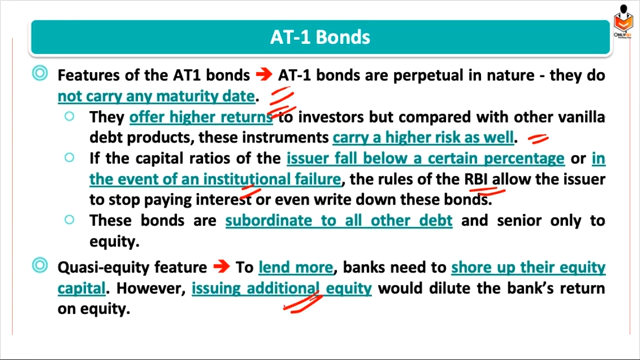 AT-1 Bonds
Features of the AT1 bonds → AT-1 bonds are perpetual in nature - they do
not carry any maturity date.
They offer higher returns to investors but compared with other vanilla
debt products, these instruments carry a higher risk as well.
If the capital ratios of the issuer fall below a certain percentage or in
the event of an institutional failure, the rules of the RBI allow the issuer
to stop paying interest or even write down these bonds.
These bonds are subordinate to all other debt and senior only to
equity.
Quasi-equity feature → To lend more, banks need to shore up their equity
capital. However, issuing additional equity would dilute the bank's return
on equity.